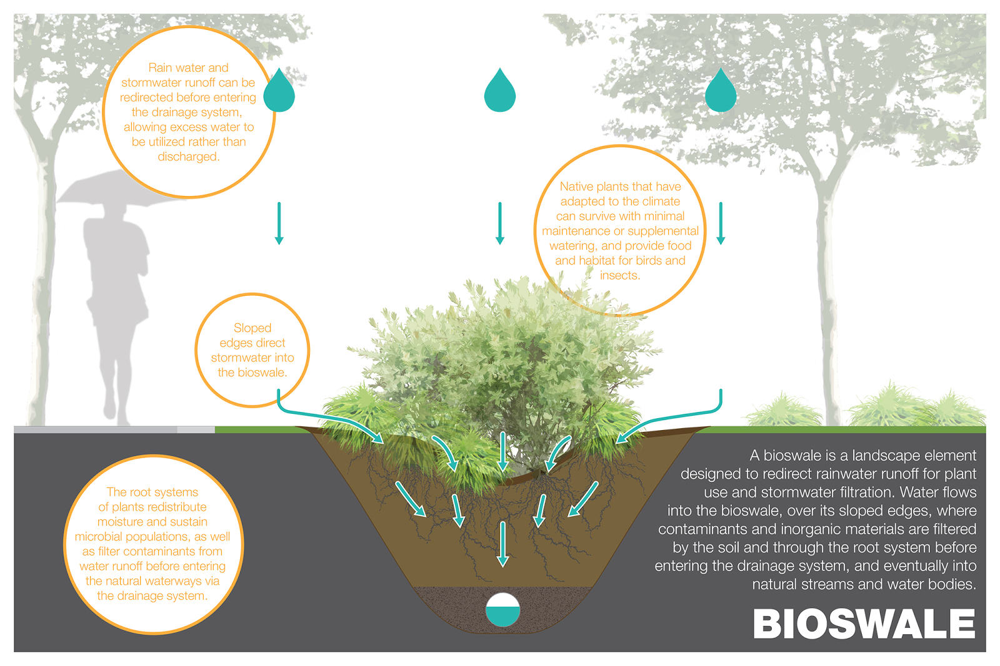 Rain water and
stormwater runoff can be
redirected before entering
the drainage system,
allowing excess water to
be utilized rather than
discharged.
Native plants that have
adapted to the climate
can survive with minimal
maintenance or supplemental
watering, and provide food
and habitat for birds and
insects.
Sloped
edges direct
stormwater into
the bioswale.
The root systems
of plants redistribute
moisture and sustain
microbial populations, as well
as filter contaminants from
water runoff before entering
the natural waterways via
the drainage system.
A bioswale is a landscape element
designed to redirect rainwater runoff for plant
use and stormwater filtration. Water flows
into the bioswale, over its sloped edges, where
contaminants and inorganic materials are filtered
by the soil and through the root system before
entering the drainage system, and eventually into
natural streams and water bodies.
BIOSWALE